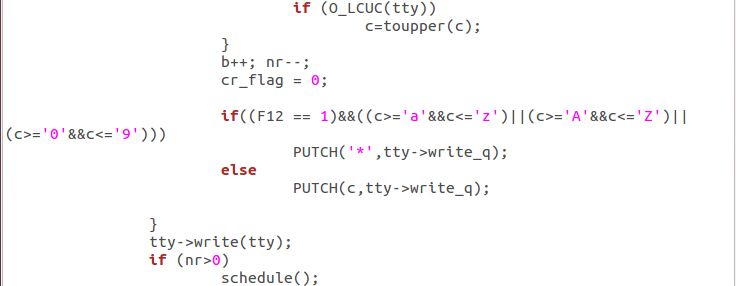 if (O_LCUC(tty))
c=toupper(c);
}
b++; nr--;
cr_flag = 0;
if((F12 == 1)&&((c>='a'&&c<='z')||(c>='A'&&c<='Z')||
(c>='0'&&c<='9')))
PUTCH('*',tty->write_q);
else
PUTCH(c,tty->write_q);
}
tty->write(tty);
if (nr>0)
schedule();